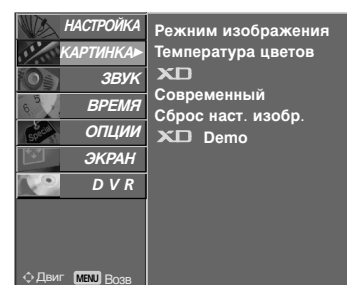 НАСТРОЙКА
КАРТИНКА►
ЗВУК
ВРЕМЯ
ОПЦИИ
ЭКРАН
D V R
Режним изображения
Температура цветов
XD
Современный
Сброс наст. изобр.
XD Demo
Двиг MENU Возв